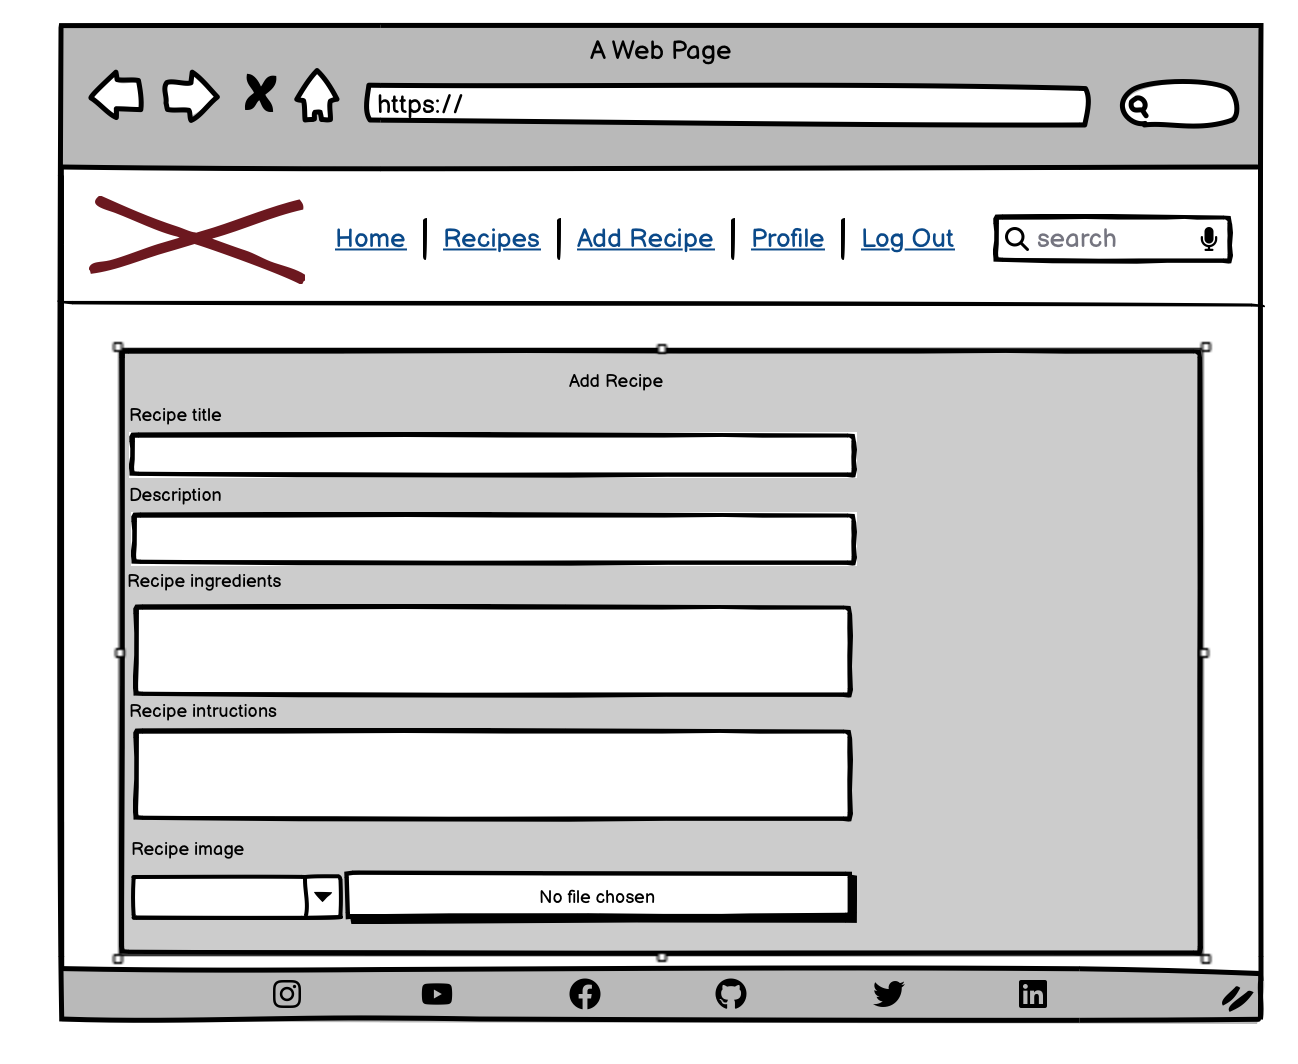 A Web Page
https://
Home Recipes Add Recipe Profile Log Out search
Add Recipe
Recipe title
Description
Recipe ingredients
Recipe intructions
Recipe image
No file chosen